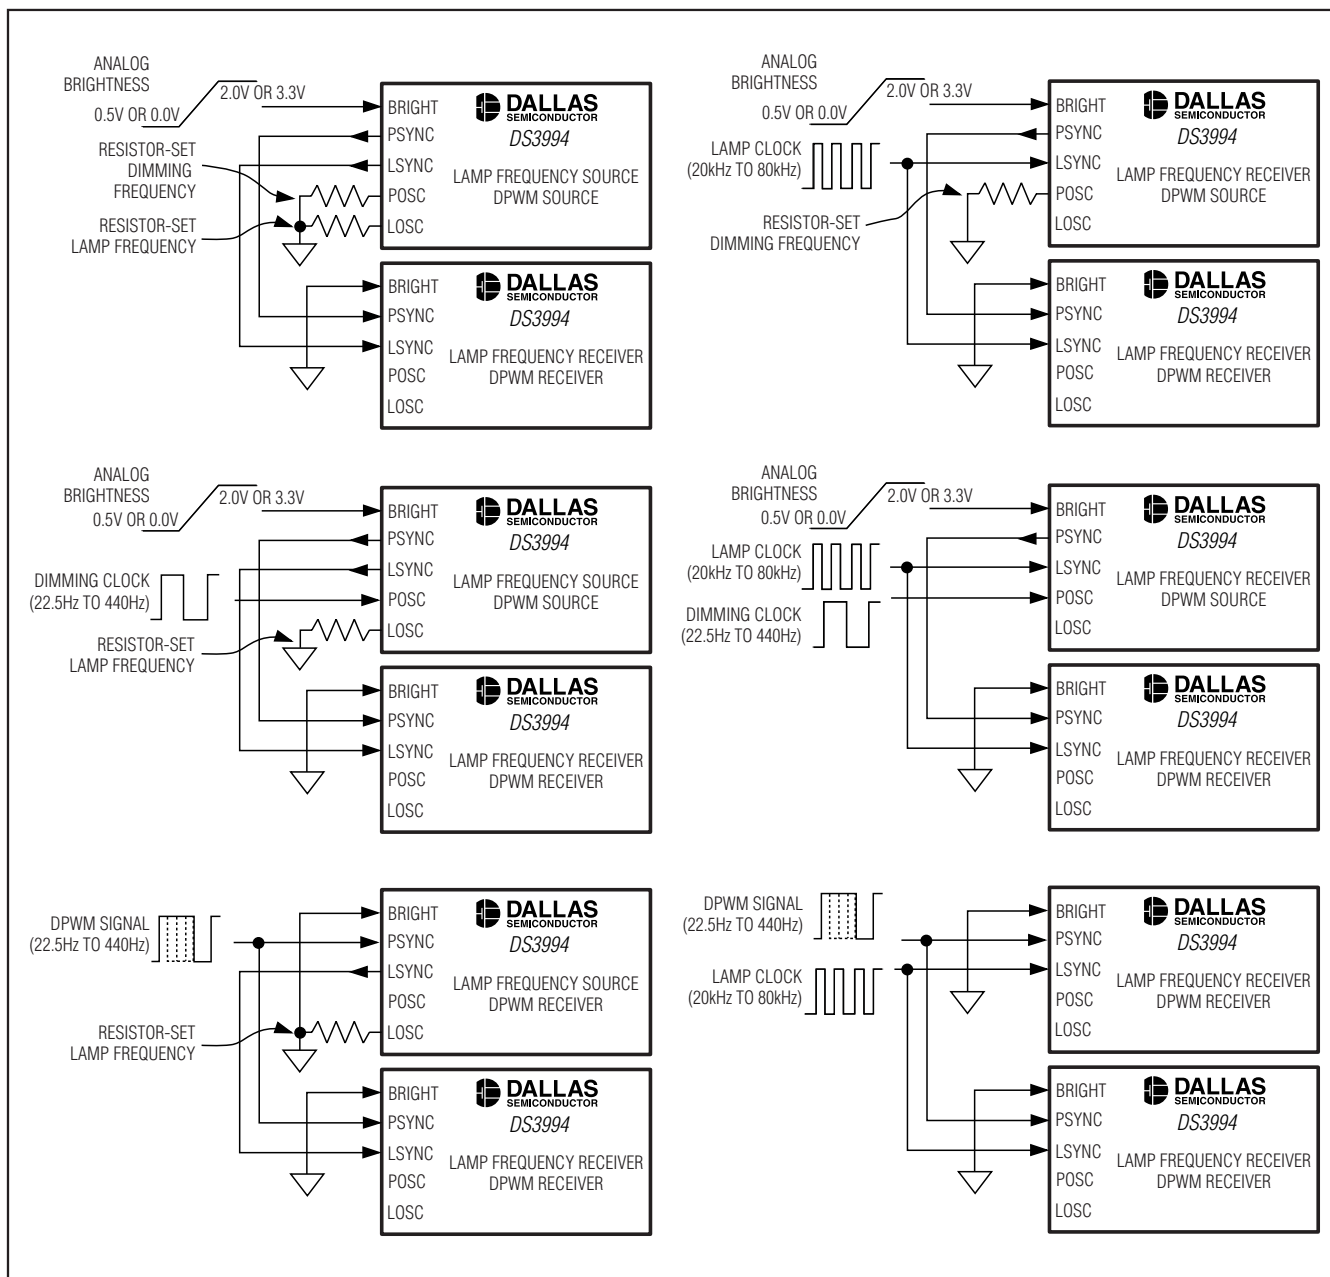 ANALOG
BRIGHTNESS
0.5V OR 0.0V
2.0V OR 3.3V
RESISTOR-SET
DIMMING
FREQUENCY
RESISTOR-SET
LAMP FREQUENCY
BRIGHT
PSYNC
LSYNC
POSC
LOSC
DALLAS
SEMICONDUCTOR
DS3994
LAMP FREQUENCY SOURCE
DPWM SOURCE
BRIGHT
PSYNC
LSYNC
POSC
LOSC
DALLAS
SEMICONDUCTOR
DS3994
LAMP FREQUENCY RECEIVER
DPWM RECEIVER
ANALOG
BRIGHTNESS
0.5V OR 0.0V
2.0V OR 3.3V
LAMP CLOCK
(20kHz TO 80kHz)
RESISTOR-SET
DIMMING FREQUENCY
BRIGHT
PSYNC
LSYNC
POSC
LOSC
DALLAS
SEMICONDUCTOR
DS3994
LAMP FREQUENCY RECEIVER
DPWM SOURCE
BRIGHT
PSYNC
LSYNC
POSC
LOSC
DALLAS
SEMICONDUCTOR
DS3994
LAMP FREQUENCY RECEIVER
DPWM RECEIVER
ANALOG
BRIGHTNESS
0.5V OR 0.0V
2.0V OR 3.3V
DIMMING CLOCK
(22.5Hz TO 440Hz)
RESISTOR-SET
LAMP FREQUENCY
BRIGHT
PSYNC
LSYNC
POSC
LOSC
DALLAS
SEMICONDUCTOR
DS3994
LAMP FREQUENCY SOURCE
DPWM SOURCE
BRIGHT
PSYNC
LSYNC
POSC
LOSC
DALLAS
SEMICONDUCTOR
DS3994
LAMP FREQUENCY RECEIVER
DPWM RECEIVER
ANALOG
BRIGHTNESS
0.5V OR 0.0V
2.0V OR 3.3V
LAMP CLOCK
(20kHz TO 80kHz)
DIMMING CLOCK
(22.5Hz TO 440Hz)
BRIGHT
PSYNC
LSYNC
POSC
LOSC
DALLAS
SEMICONDUCTOR
DS3994
LAMP FREQUENCY RECEIVER
DPWM SOURCE
BRIGHT
PSYNC
LSYNC
POSC
LOSC
DALLAS
SEMICONDUCTOR
DS3994
LAMP FREQUENCY RECEIVER
DPWM RECEIVER
DPWM SIGNAL
(22.5Hz TO 440Hz)
RESISTOR-SET
LAMP FREQUENCY
BRIGHT
PSYNC
LSYNC
POSC
LOSC
DALLAS
SEMICONDUCTOR
DS3994
LAMP FREQUENCY SOURCE
DPWM RECEIVER
BRIGHT
PSYNC
LSYNC
POSC
LOSC
DALLAS
SEMICONDUCTOR
DS3994
LAMP FREQUENCY RECEIVER
DPWM RECEIVER
DPWM SIGNAL
(22.5Hz TO 440Hz)
LAMP CLOCK
(20kHz TO 80kHz)
BRIGHT
PSYNC
LSYNC
POSC
LOSC
DALLAS
SEMICONDUCTOR
DS3994
LAMP FREQUENCY RECEIVER
DPWM RECEIVER
BRIGHT
PSYNC
LSYNC
POSC
LOSC
DALLAS
SEMICONDUCTOR
DS3994
LAMP FREQUENCY RECEIVER
DPWM RECEIVER